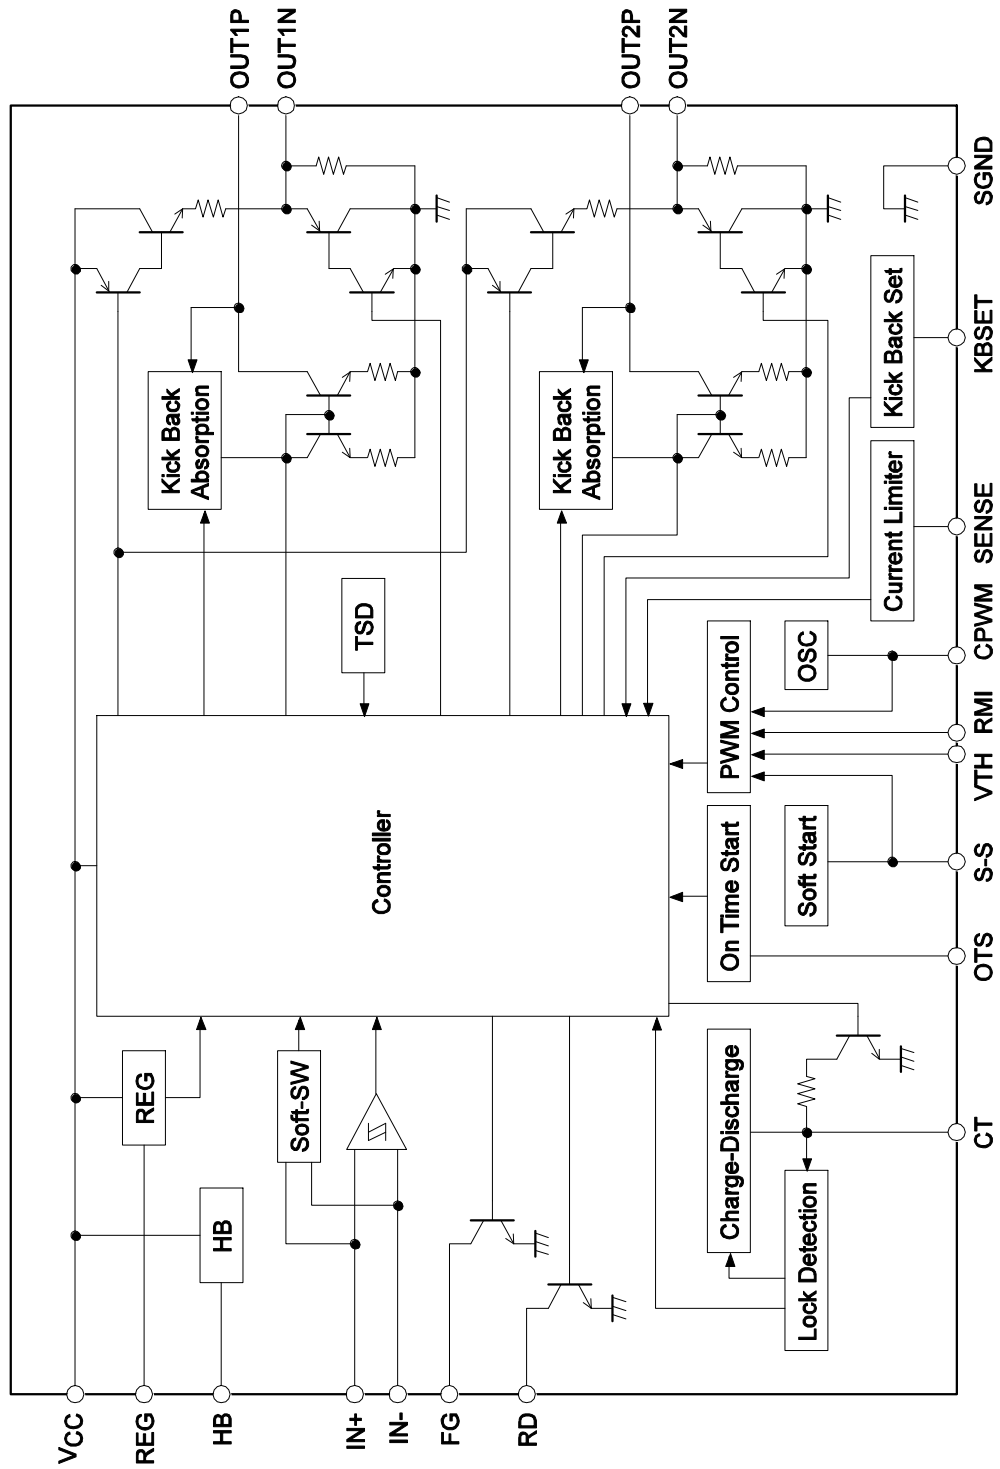 VCC
REG
HB
IN+
IN-
FG
RD
OUT1P
OUT1N
OUT2P
OUT2N
SGND
KBSET
SENSE
CPWM
RMI
VTH
S-S
OTS
CT
REG
HB
Soft-SW
Controller
TSD
Kick Back
Absorption
Kick Back
Absorption
Kick Back Set
Current Limiter
OSC
PWM Control
Soft Start
On Time Start
Charge-Discharge
Lock Detection